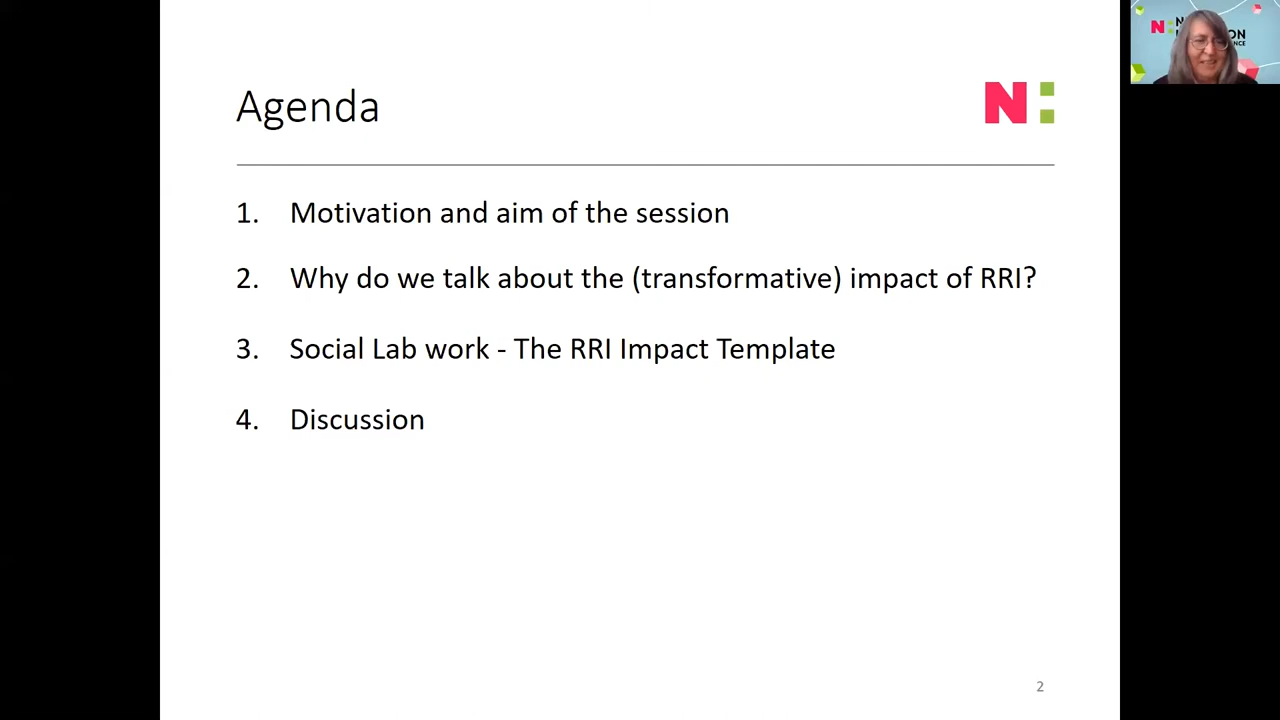 Agenda
N:
1. Motivation and aim of the session
2. Why do we talk about the (transformative) impact of RRI?
3. Social Lab work - The RRI Impact Template
4. Discussion
2
N: